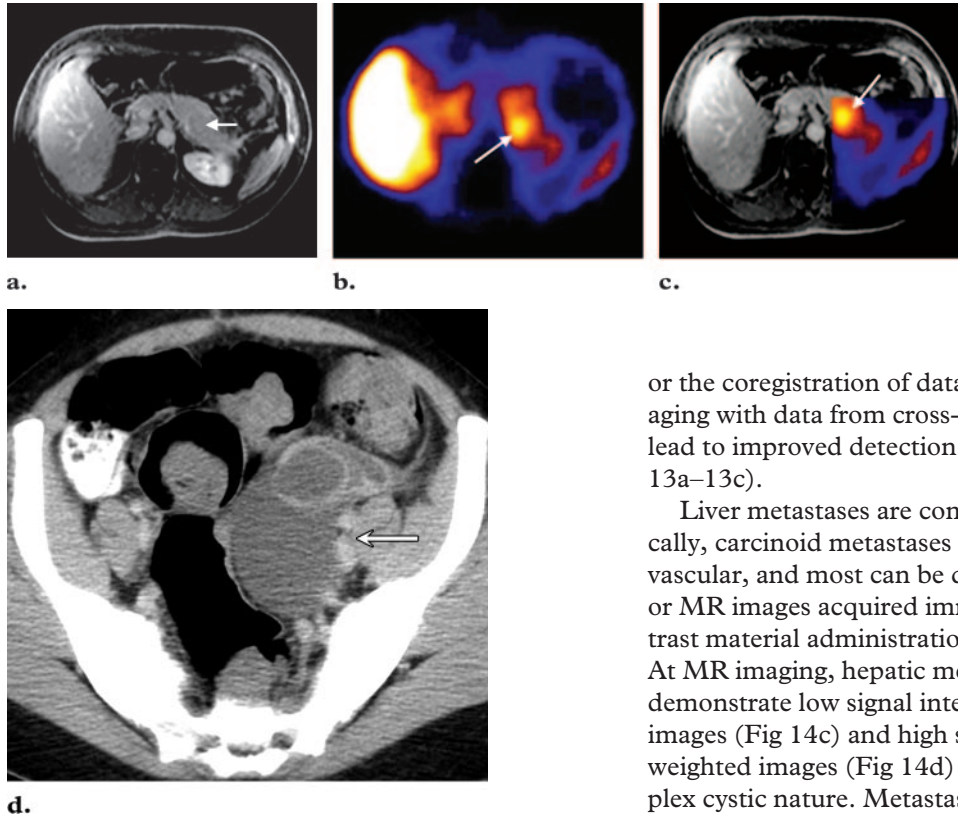 a.
b.
c.
d.
or the coregistration of data
aging with data from cross-
lead to improved detection
13a–13c).
Liver metastases are con
cally, carcinoid metastases
vascular, and most can be c
or MR images acquired imr
trast material administratio
At MR imaging, hepatic me
demonstrate low signal inte
images (Fig 14c) and high s
weighted images (Fig 14d)
plex cystic nature. Metastas